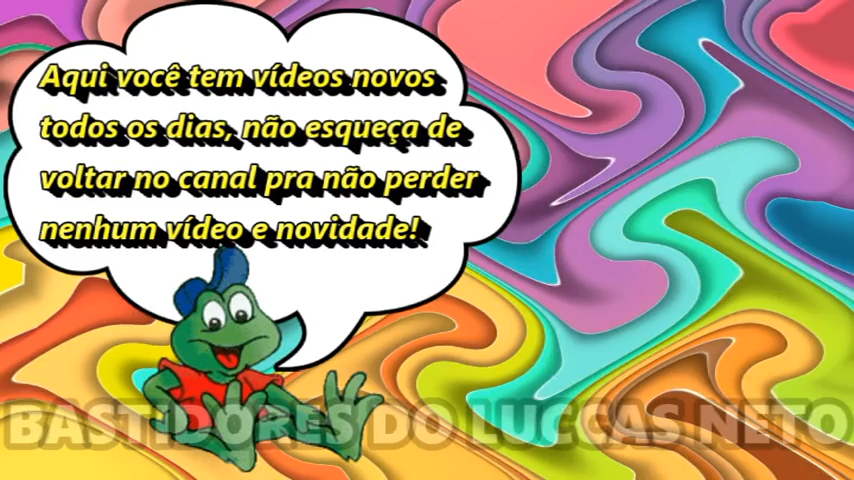 Aqui você tem vídeos novos
todos os dias, não esqueça de
voltar no canal pra não perder
nenhum vídeo e novidade!
BASTIDORES DO LUCCAS NETO